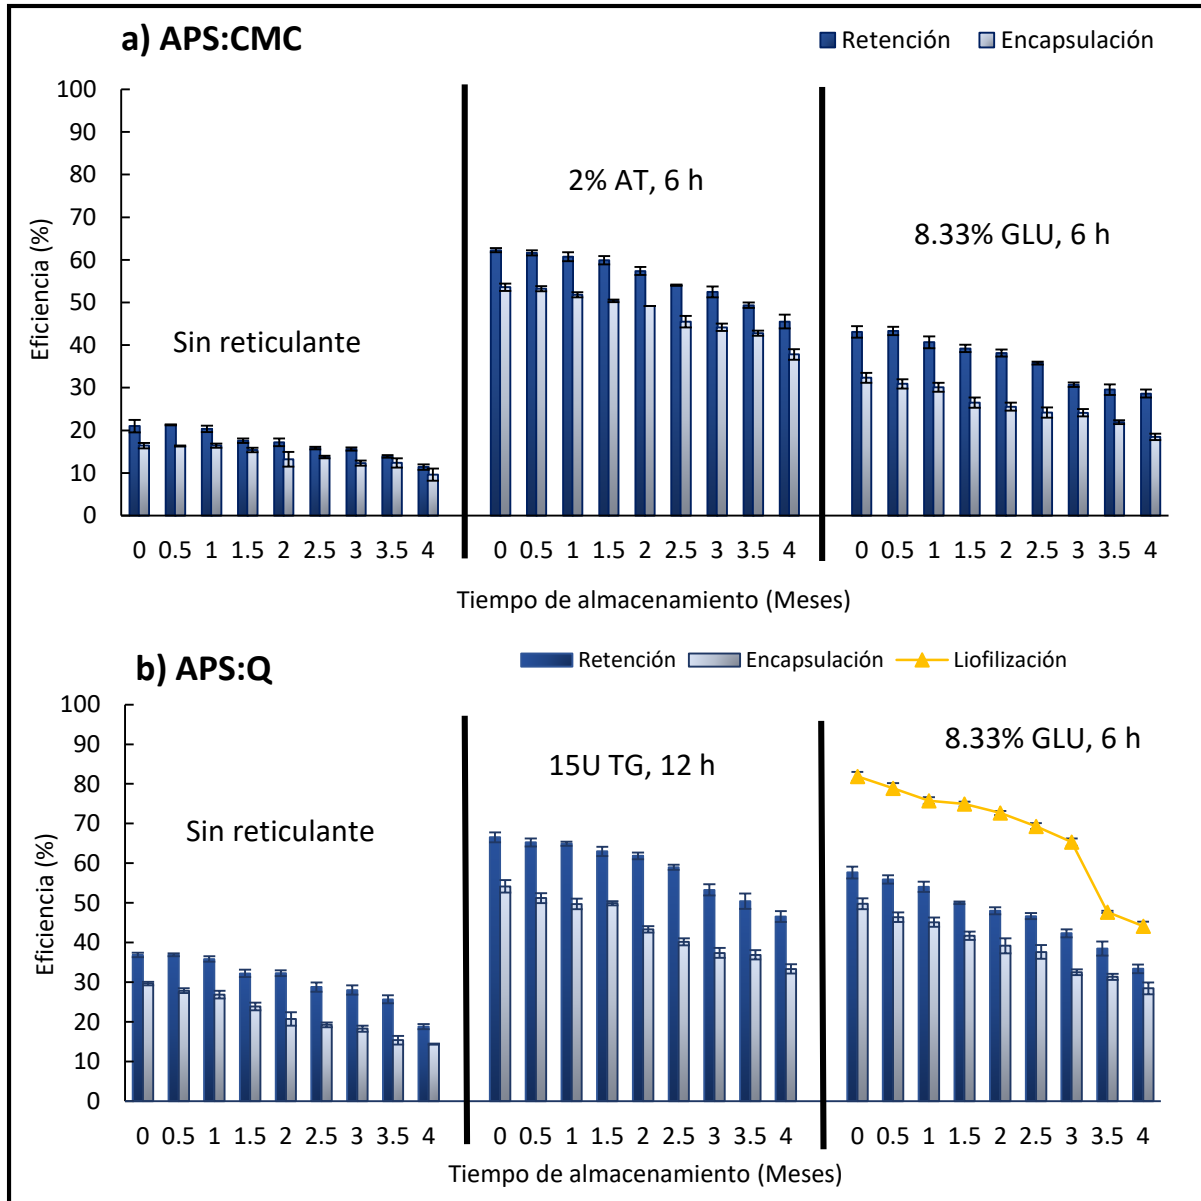 a) APS:CMC
Retención Encapsulación
100
90
80
70
60
50
40
30
20
10
0
Eficiencia (%)
Sin reticulante
2% AT, 6 h
8.33% GLU, 6 h
0 0.5 1 1.5 2 2.5 3 3.5 4 0 0.5 1 1.5 2 2.5 3 3.5 4 0 0.5 1 1.5 2 2.5 3 3.5 4
Tiempo de almacenamiento (Meses)
b) APS:Q
Retención Encapsulación Liofilización
100
90
80
70
60
50
40
30
20
10
0
Eficiencia (%)
Sin reticulante
15U TG, 12 h
8.33% GLU, 6 h
0 0.5 1 1.5 2 2.5 3 3.5 4 0 0.5 1 1.5 2 2.5 3 3.5 4 0 0.5 1 1.5 2 2.5 3 3.5 4
Tiempo de almacenamiento (Meses)